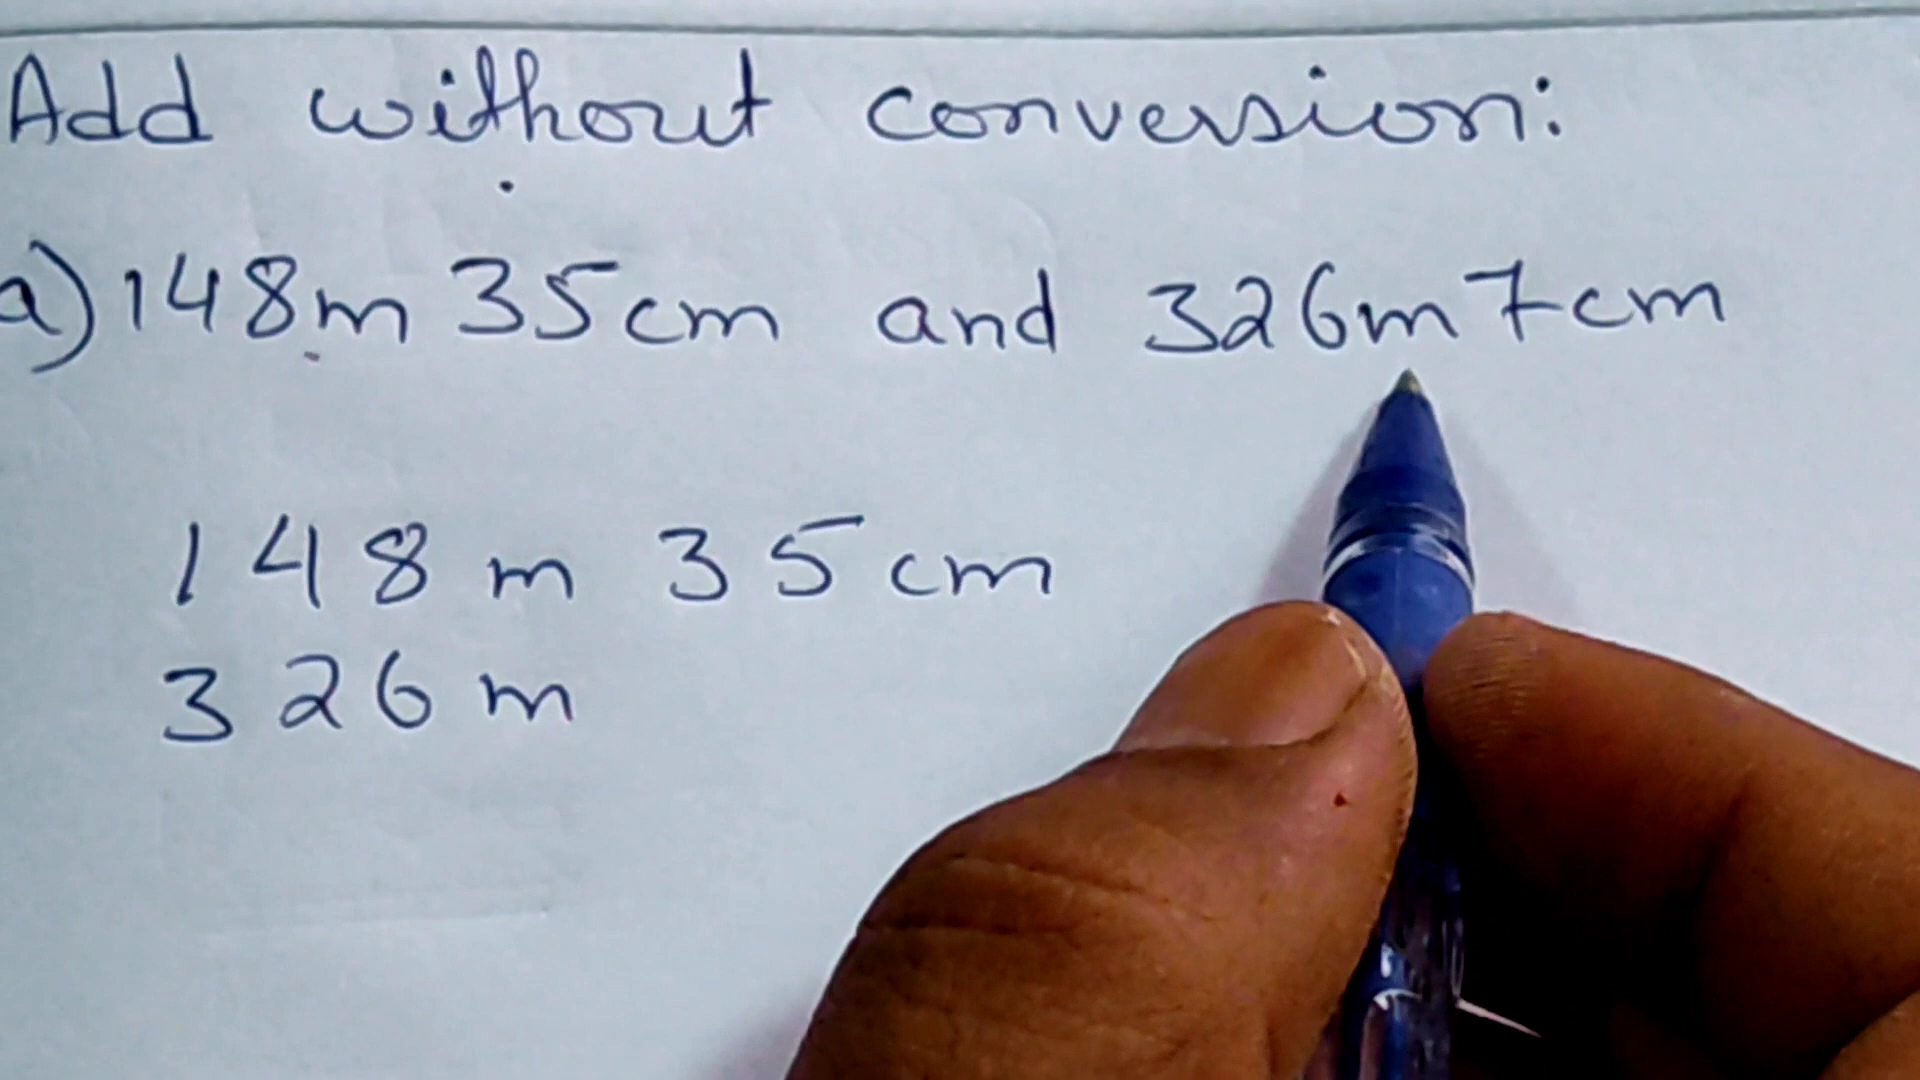 Add without conversion:
a) 148m 35cm and 326m 7cm
148 m 35 cm
326 m